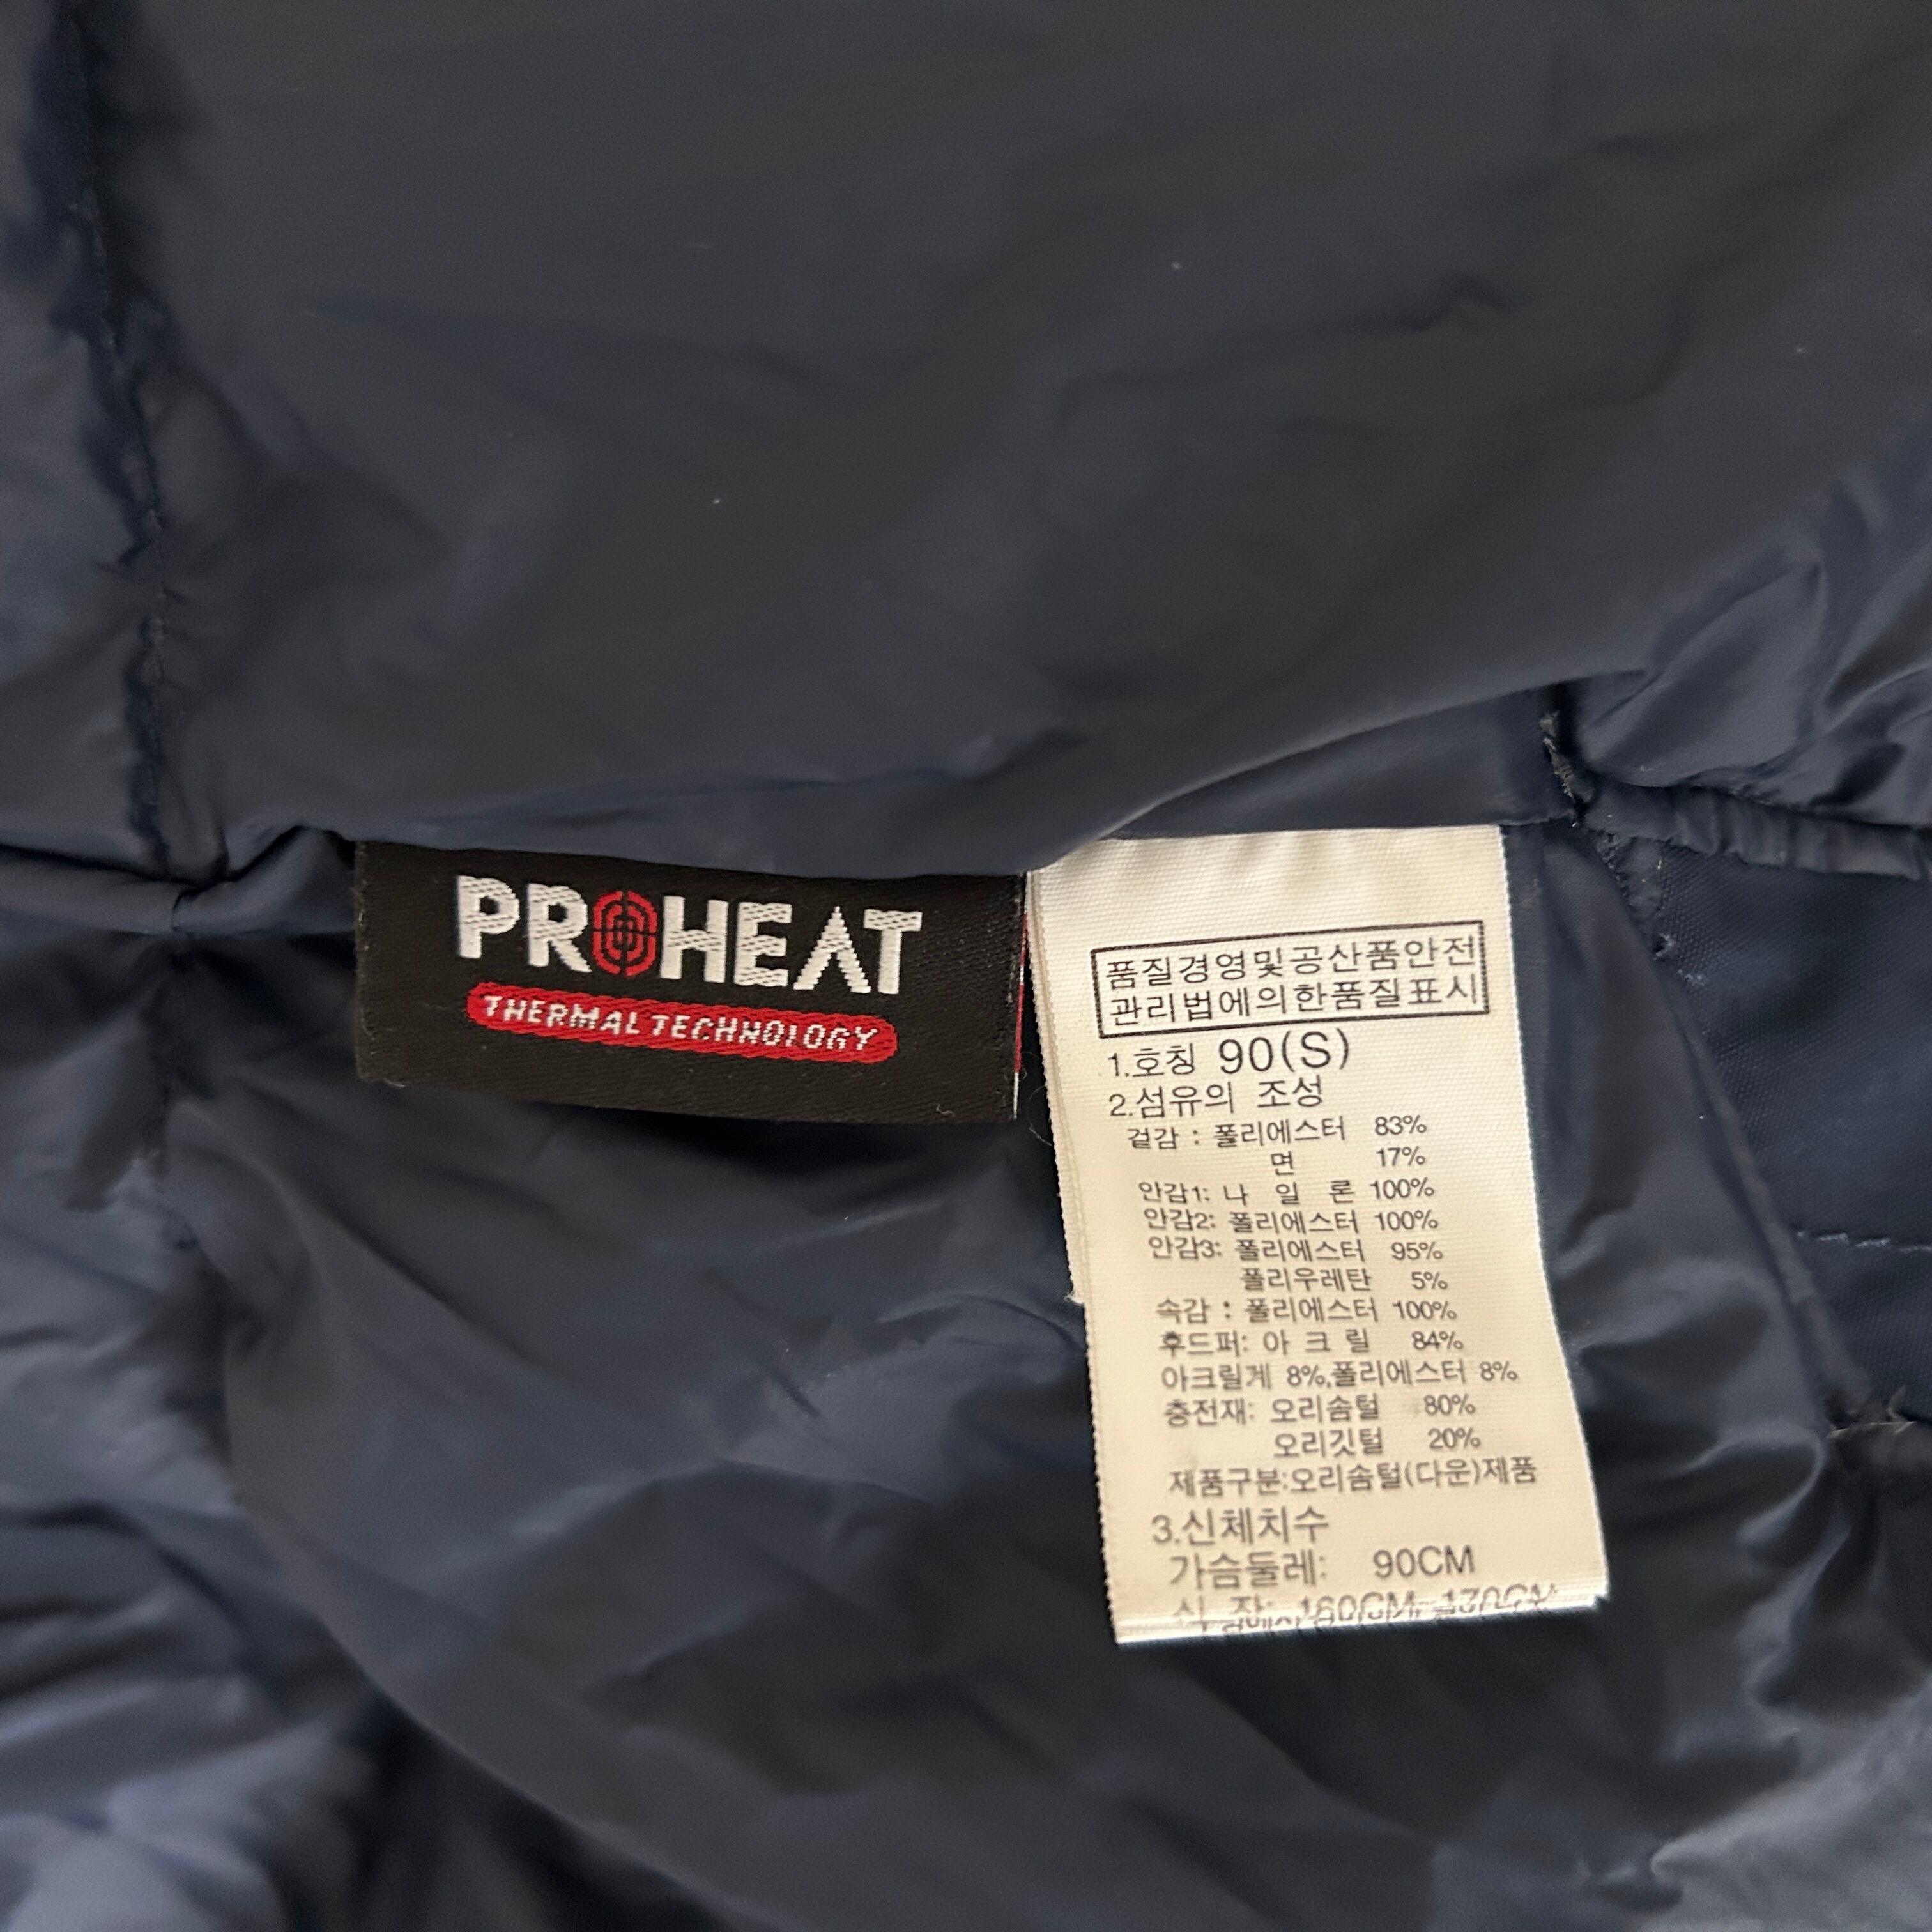 PROHEAT
THERMAL TECHNOLOGY
품질경영및공산품안전
관리법에의한품질표시
1.호칭 90(S)
2.섬유의 조성
겉감 : 폴리에스터 83%
면 17%
안감1: 나 일 론 100%
안감2: 폴리에스터 100%
안감3: 폴리에스터 95%
폴리우레탄 5%
속감 : 폴리에스터 100%
후드퍼: 아 크 릴 84%
아크릴계 8%,폴리에스터 8%
충전재: 오리솜털 80%
오리깃털 20%
제품구분:오리솜털(다운)제품
3.신체치수
가슴둘레: 90CM
신 장: 160CM~170CM